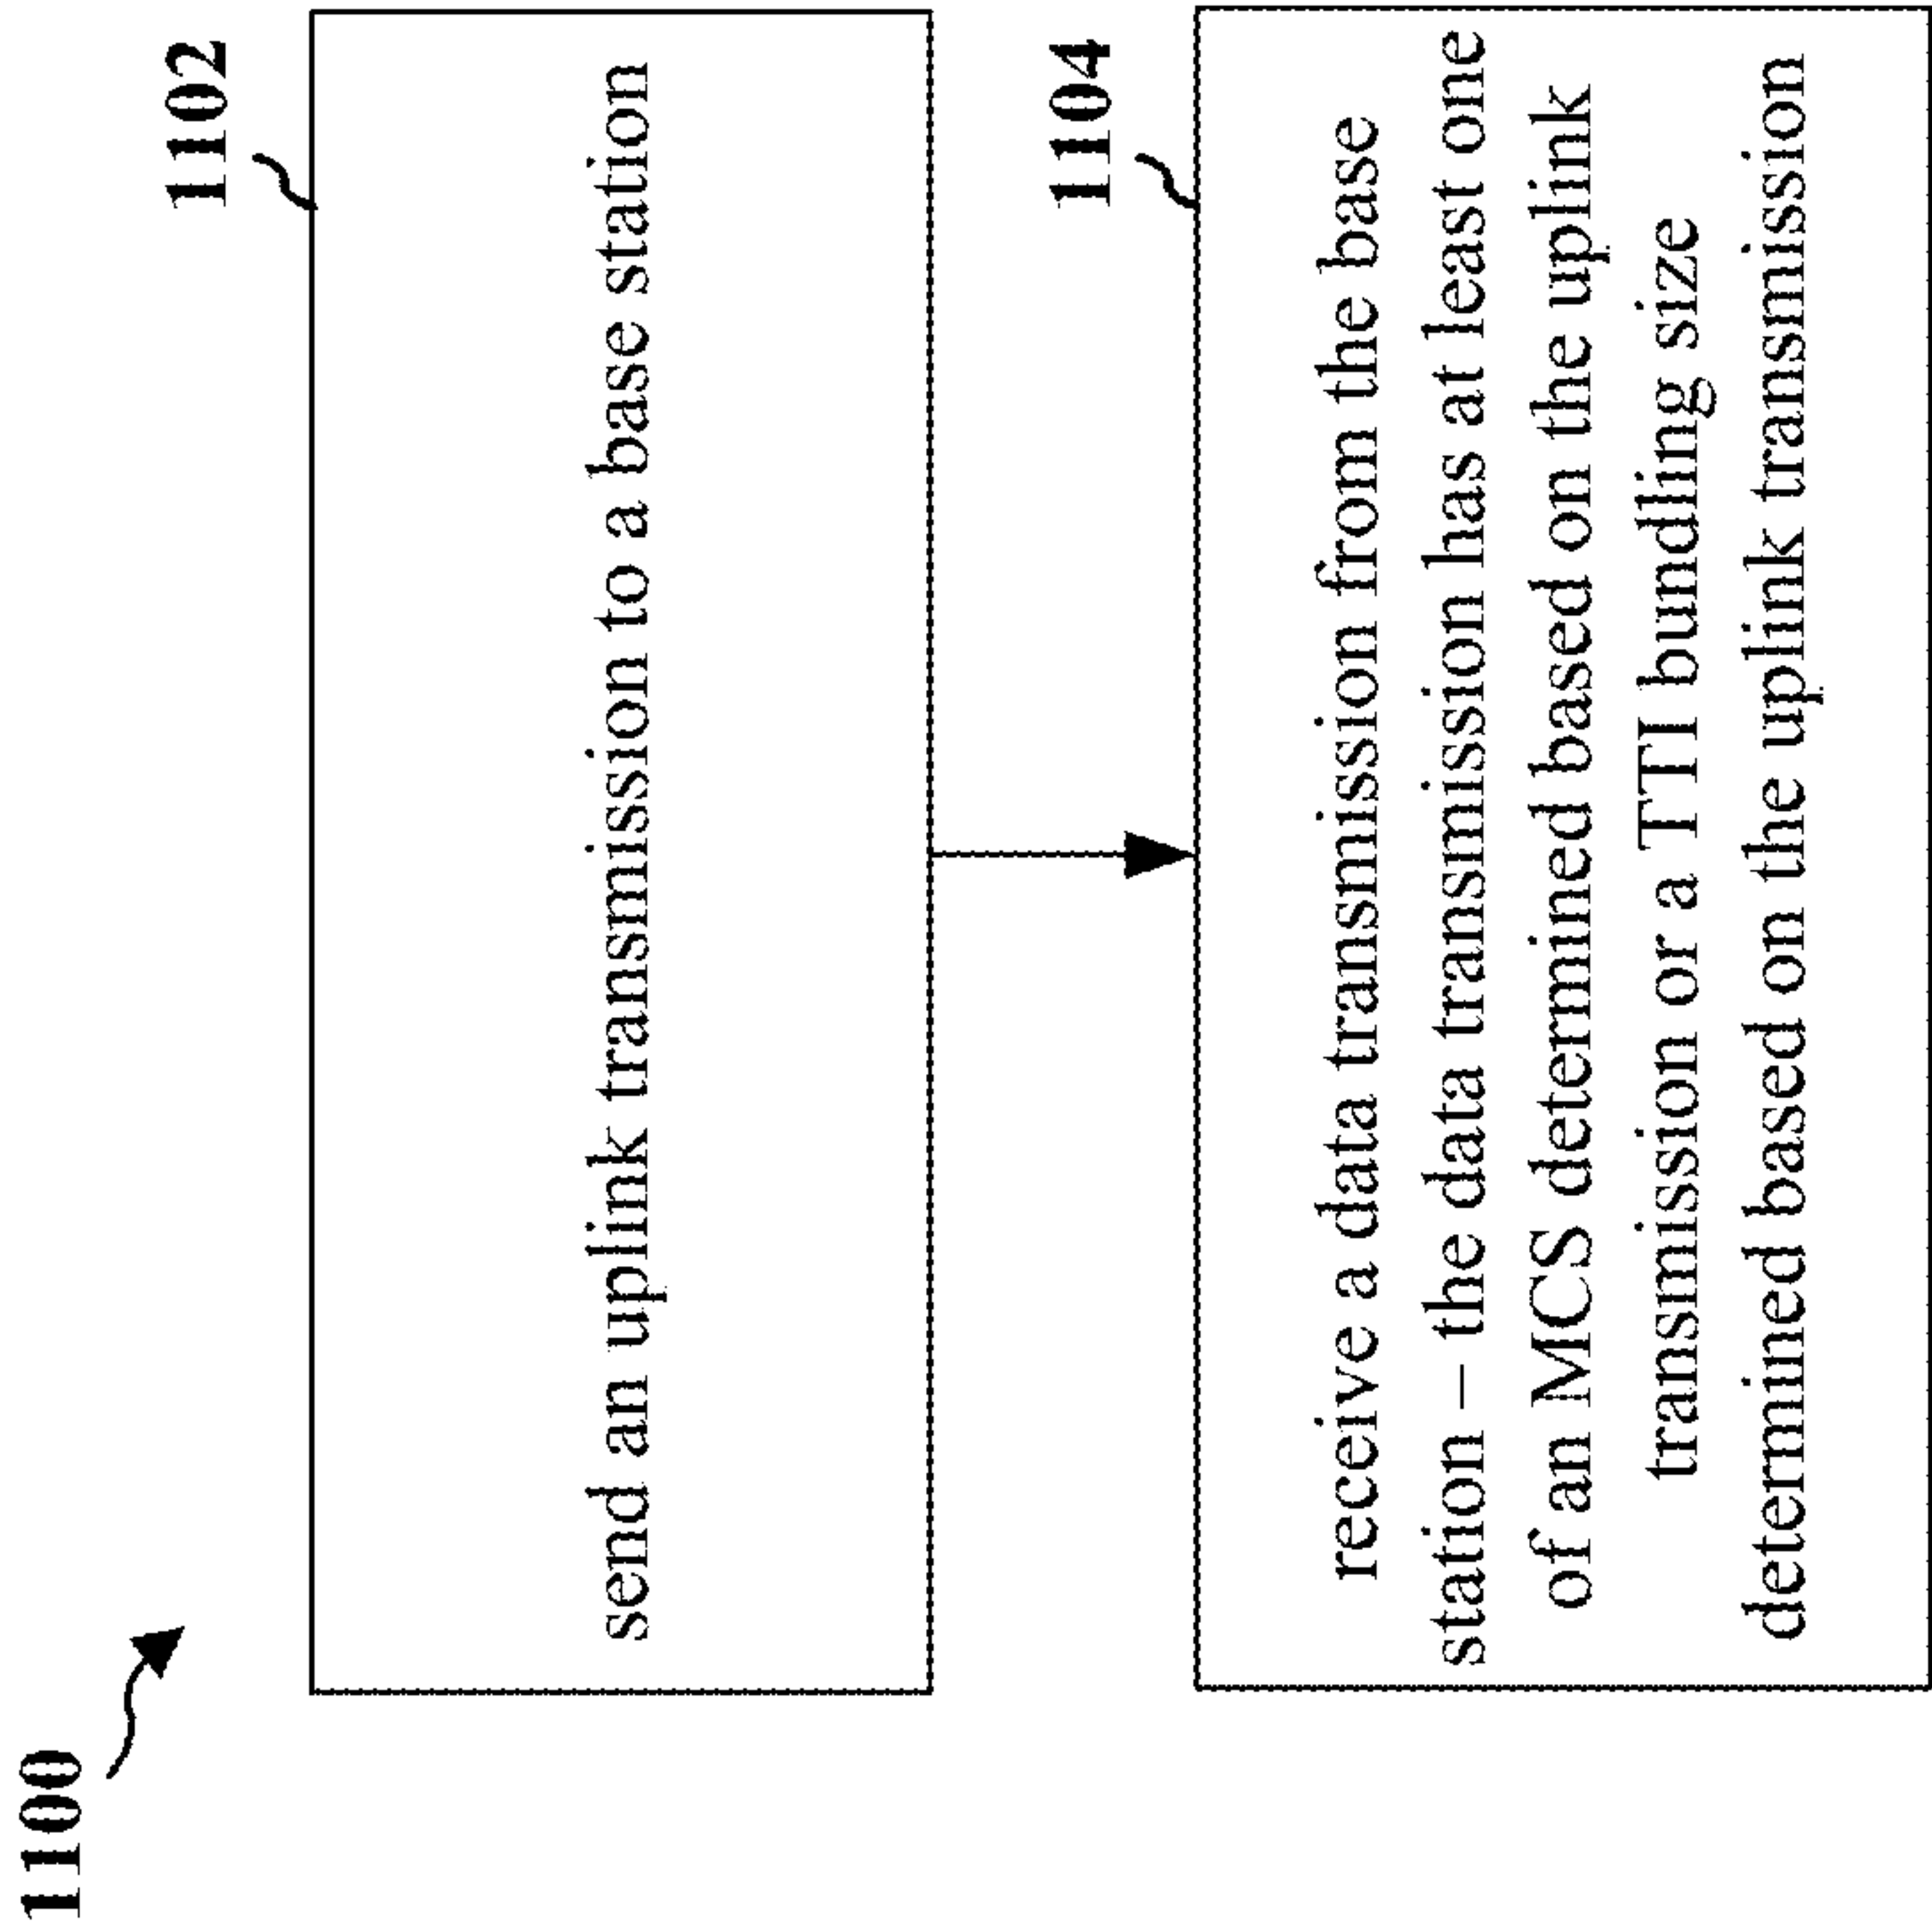 1100
1102
send an uplink transmission to a base station
1104
receive a data transmission from the base
station – the data transmission has at least one
of an MCS determined based on the uplink
transmission or a TTI bundling size
determined based on the uplink transmission